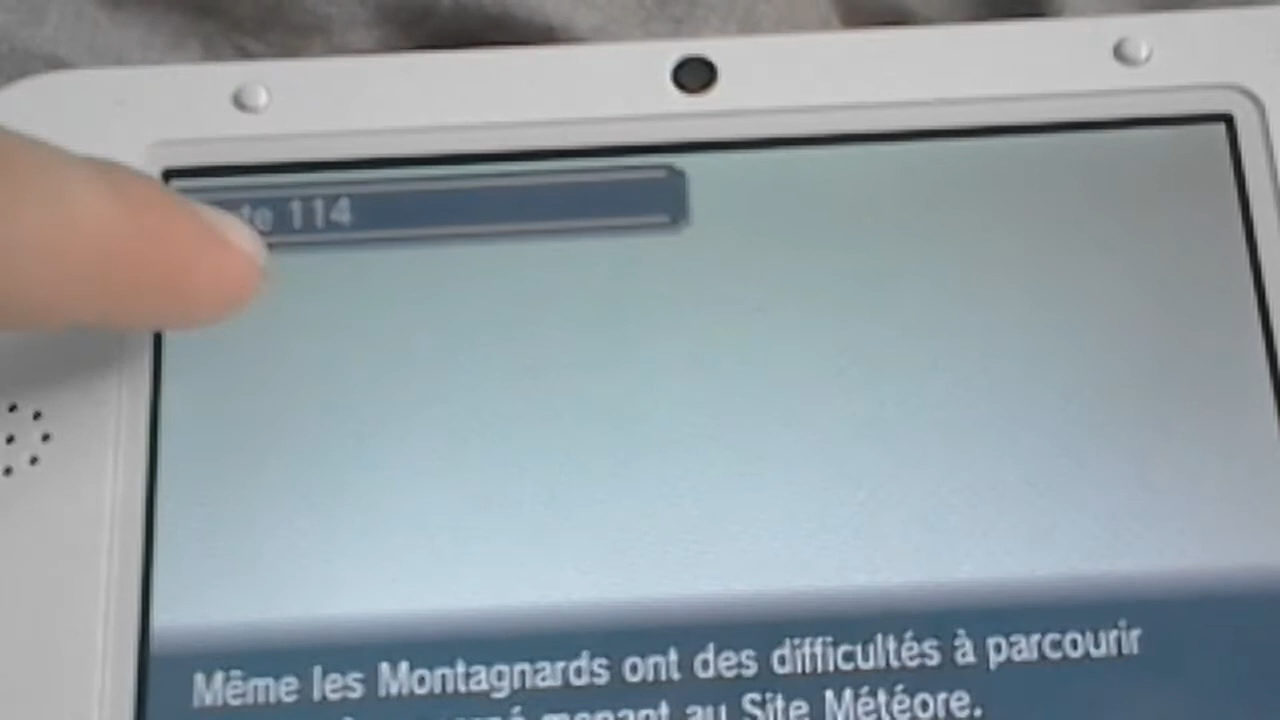 114
Même les Montagnards ont des difficultés à parcourir
menant au Site Météore.